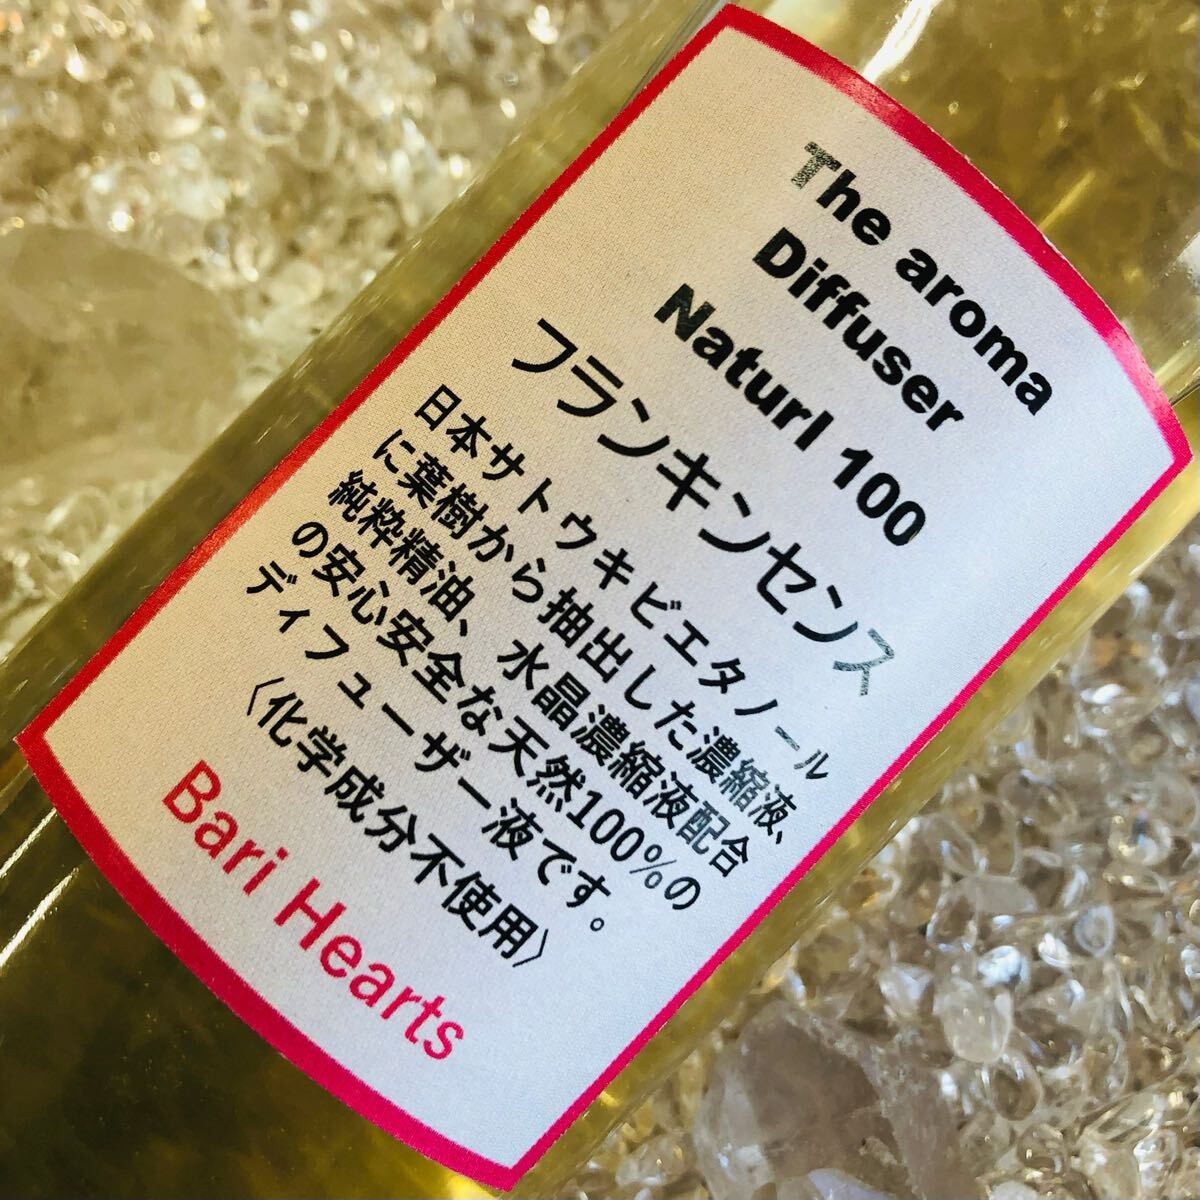 The aroma
Diffuser
Naturl 100
フランキンセンス
日本サトウキビエタノール
に葉樹から抽出した濃縮液、
純粋精油、水晶濃縮液配合
の安心安全な天然100%の
ディフューザー液です。
〈化学成分不使用〉
Bari Hearts